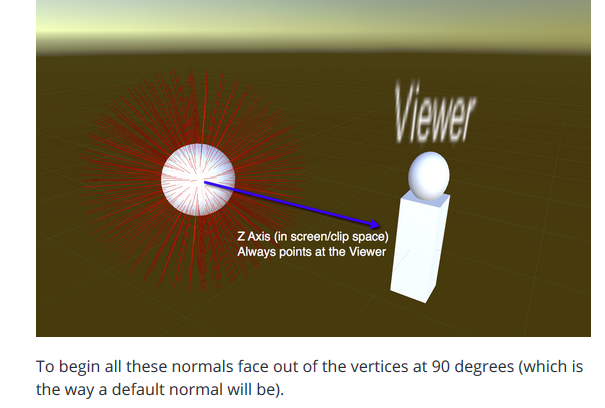 Viewer
Z Axis (in screen/clip space)
Always points at the Viewer
To begin all these normals face out of the vertices at 90 degrees (which is
the way a default normal will be).